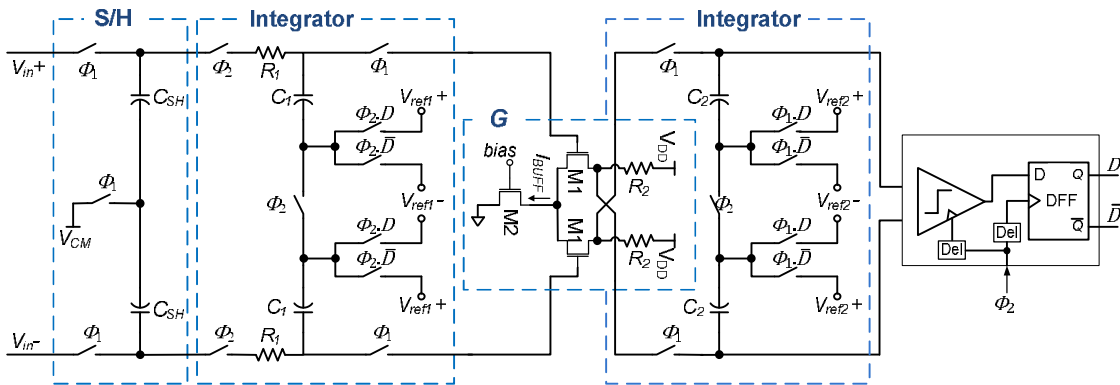 S/H
Integrator
Integrator
Vin+
Φ1
Φ2
R1
Φ1
Φ1
CSH
C1
Vref1+
Φ2.D
Φ2.D̅
G
C2
Vref2+
Φ1.D
Φ1.D̅
bias
IBUFF
M1
VDD
R2
D
D Q
Φ1
VCM
Φ2
Vref1-
M2
Φ2
Vref2-
DFF
Q̅
D̅
Del
Del
Φ2.D
Φ2.D̅
M1
R2
VDD
Φ1.D
Φ1.D̅
Φ2
CSH
C1
Vref1+
C2
Vref2+
Vin-
Φ1
Φ2
R1
Φ1
Φ1